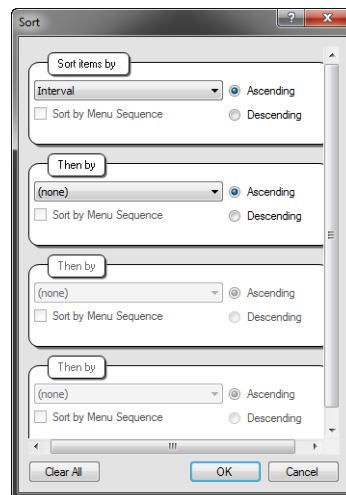 Sort
?
X
Sort items by
Interval
Ascending
Sort by Menu Sequence
Descending
Then by
(none)
Ascending
Sort by Menu Sequence
Descending
Then by
(none)
Ascending
Sort by Menu Sequence
Descending
Then by
(none)
Ascending
Sort by Menu Sequence
Descending
Clear All
OK
Cancel